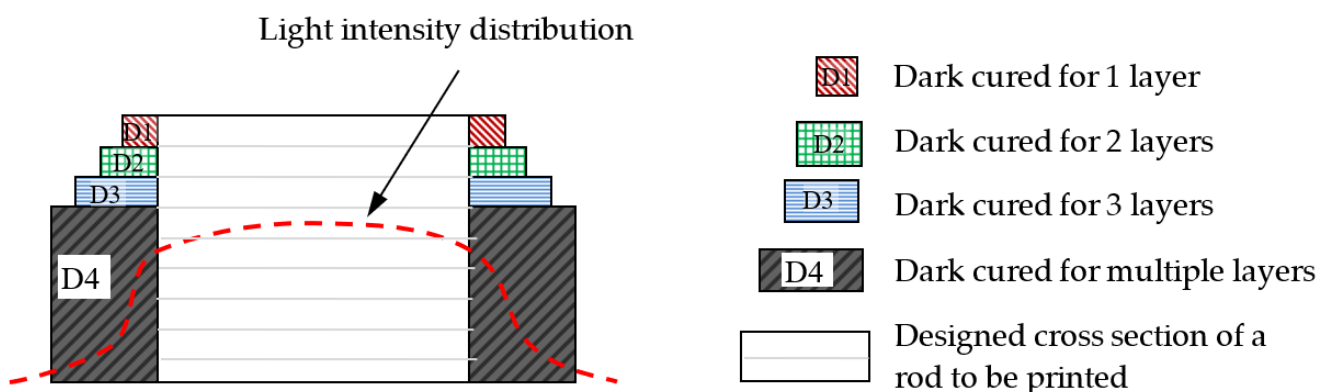 Light intensity distribution
D1
D2
D3
D4
D1 Dark cured for 1 layer
D2 Dark cured for 2 layers
D3 Dark cured for 3 layers
D4 Dark cured for multiple layers
Designed cross section of a
rod to be printed